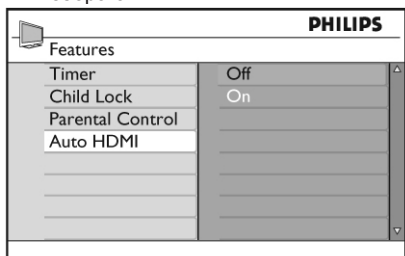 PHILIPS
Features
Timer
Off
Child Lock
On
Parental Control
Auto HDMI